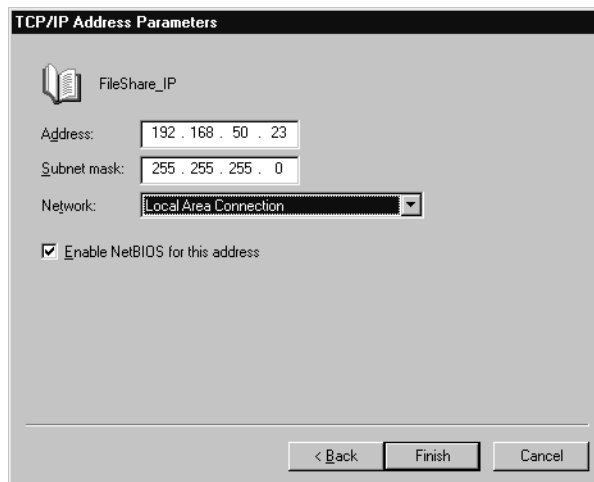 TCP/IP Address Parameters
FileShare_IP
Address: 192 . 168 . 50 . 23
Subnet mask: 255 . 255 . 255 . 0
Network: Local Area Connection
Enable NetBIOS for this address
< Back Finish Cancel